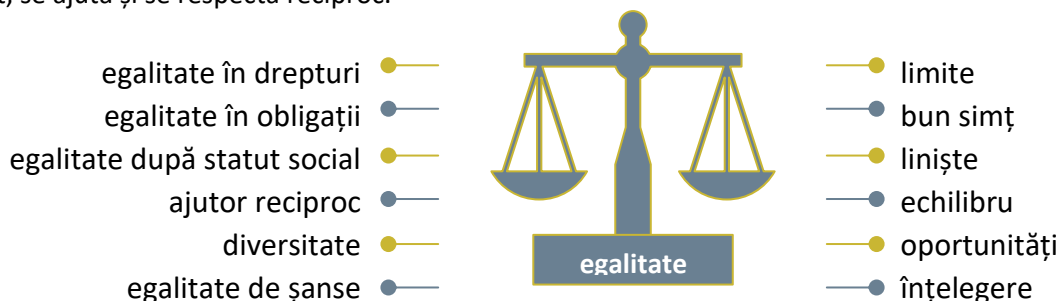 se ajută și se respectă reciproc.
egalitate în drepturi
egalitate în obligații
egalitate după statut social
ajutor reciproc
diversitate
egalitate de șanse
egalitate
limite
bun simț
liniște
echilibru
oportunități
înțelegere